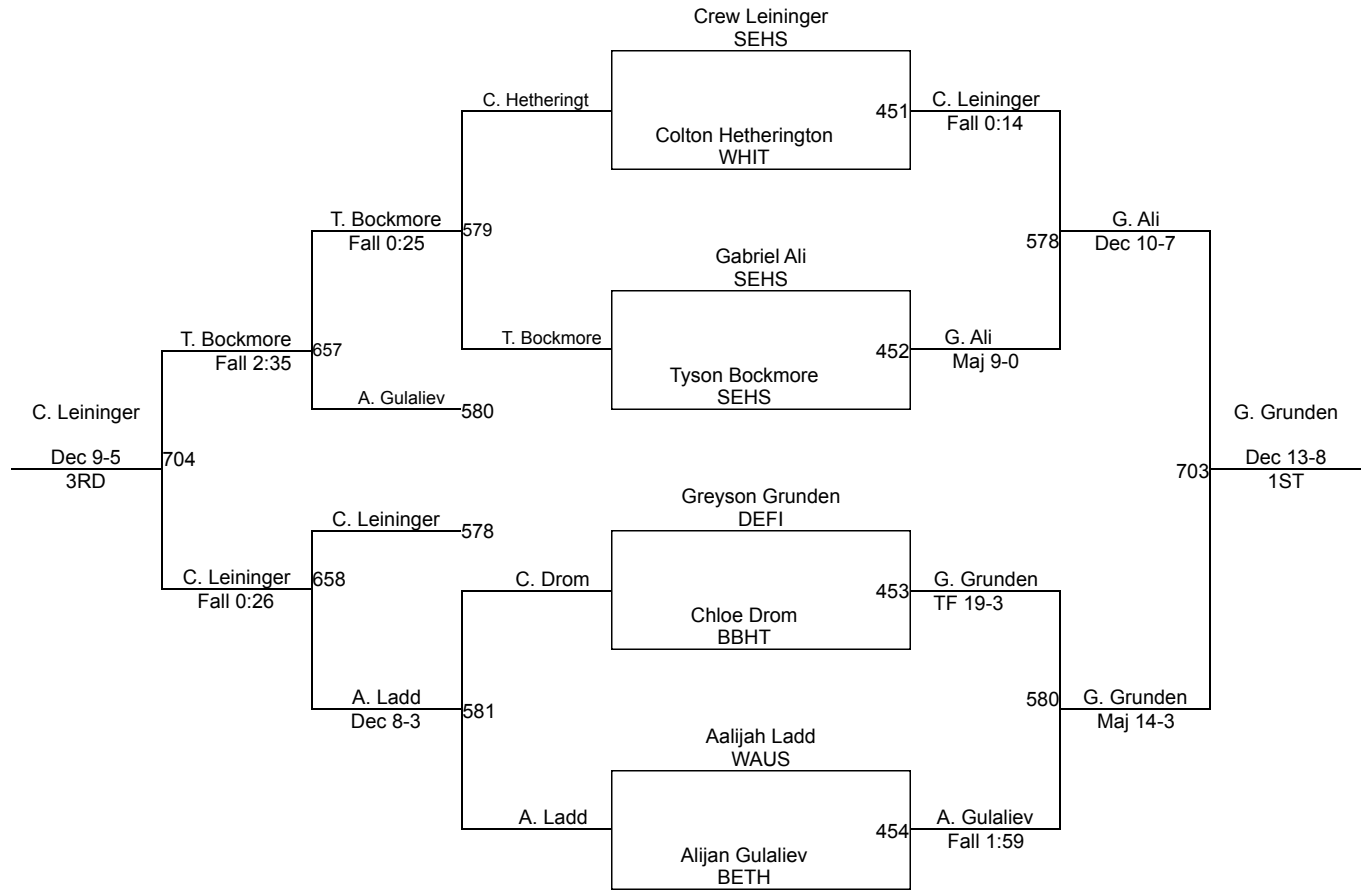 Crew Leininger
SEHS
C. Hetheringt
451
C. Leininger
Fall 0:14
Colton Hetherington
WHIT
T. Bockmore
Fall 0:25
579
578
G. Ali
Dec 10-7
Gabriel Ali
SEHS
T. Bockmore
Fall 2:35
657
T. Bockmore
452
G. Ali
Maj 9-0
Tyson Bockmore
SEHS
A. Gulaliev
580
C. Leininger
Dec 9-5
3RD
704
G. Grunden
703
Dec 13-8
1ST
Greyson Grunden
DEFI
C. Leininger
578
C. Leininger
Fall 0:26
658
C. Drom
453
G. Grunden
TF 19-3
Chloe Drom
BBHT
A. Ladd
Dec 8-3
581
580
G. Grunden
Maj 14-3
Aalijah Ladd
WAUS
A. Ladd
454
A. Gulaliev
Fall 1:59
Alijan Gulaliev
BETH